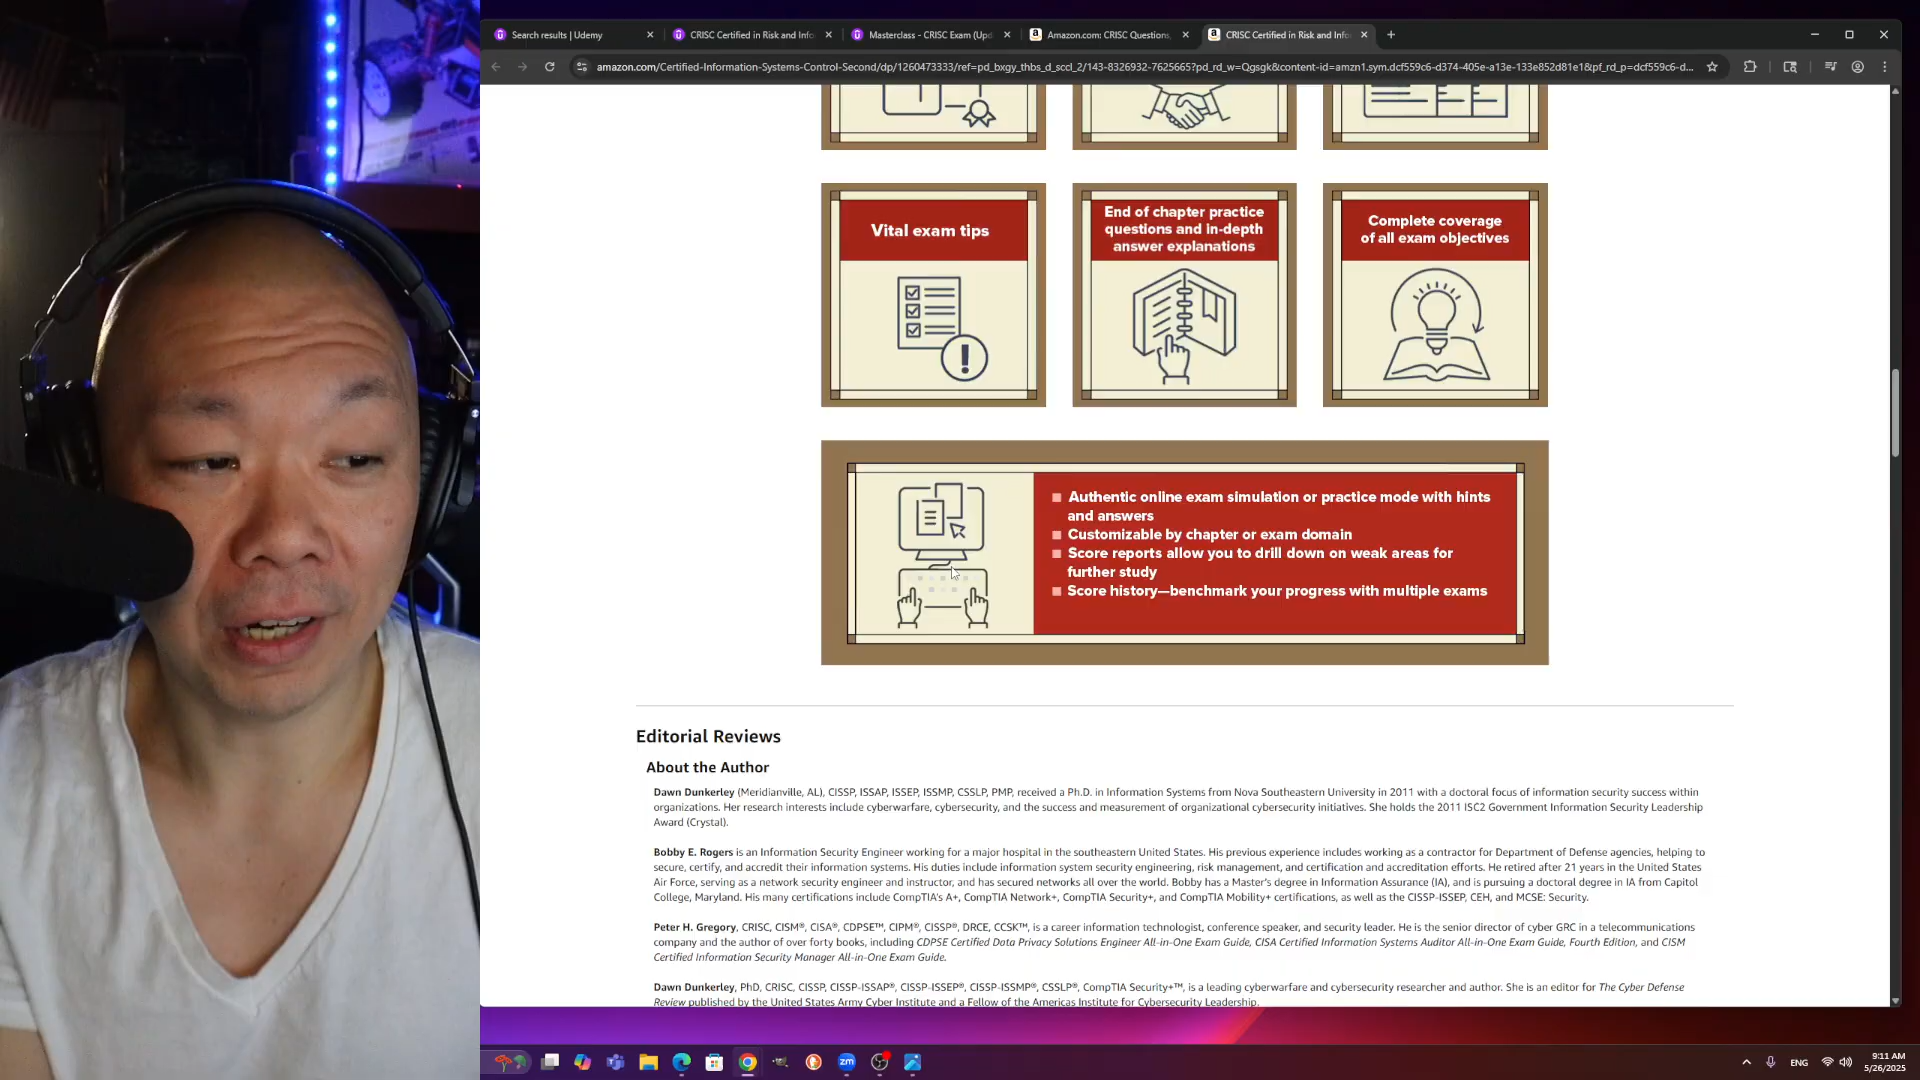 Search results | Udemy
CRISC Certified in Risk and Info
Masterclass - CRISC Exam (Upd
Amazon.com: CRISC Questions,
CRISC Certified in Risk and Info
amazon.com/Certified-Information-Systems-Control-Second/dp/1260473333/ref=pd_bxgy_thbs_d_sccl_2/143-8326932-7625665?pd_rd_w=Qgsgk&content-id=amzn1.sym.dcf559c6-d374-405e-a13e-133e852d81e1&pf_rd_p=dcf559c6-d...
Vital exam tips
End of chapter practice
questions and in-depth
answer explanations
Complete coverage
of all exam objectives
Authentic online exam simulation or practice mode with hints
and answers
Customizable by chapter or exam domain
Score reports allow you to drill down on weak areas for
further study
Score history—benchmark your progress with multiple exams
Editorial Reviews
About the Author
Dawn Dunkerley (Meridianville, AL), CISSP, ISSAP, ISSEP, ISSMP, CSSLP, PMP, received a Ph.D. in Information Systems from Nova Southeastern University in 2011 with a doctoral focus of information security success within
organizations. Her research interests include cyberwarfare, cybersecurity, and the success and measurement of organizational cybersecurity initiatives. She holds the 2011 ISC2 Government Information Security Leadership
Award (Crystal).
Bobby E. Rogers is an Information Security Engineer working for a major hospital in the southeastern United States. His previous experience includes working as a contractor for Department of Defense agencies, helping to
secure, certify, and accredit their information systems. His duties include information system security engineering, risk management, and certification and accreditation efforts. He retired after 21 years in the United States
Air Force, serving as a network security engineer and instructor, and has secured networks all over the world. Bobby has a Master's degree in Information Assurance (IA), and is pursuing a doctoral degree in IA from Capitol
College, Maryland. His many certifications include CompTIA's A+, CompTIA Network+, CompTIA Security+, and CompTIA Mobility+ certifications, as well as the CISSP-ISSEP, CEH, and MCSE: Security.
Peter H. Gregory, CRISC, CISM®, CISA®, CDPSE™, CIPM®, CISSP®, DRCE, CCSK™, is a career information technologist, conference speaker, and security leader. He is the senior director of cyber GRC in a telecommunications
company and the author of over forty books, including CDPSE Certified Data Privacy Solutions Engineer All-in-One Exam Guide, CISA Certified Information Systems Auditor All-in-One Exam Guide, Fourth Edition, and CISM
Certified Information Security Manager All-in-One Exam Guide.
Dawn Dunkerley, PhD, CRISC, CISSP, CISSP-ISSAP®, CISSP-ISSEP®, CISSP-ISSMP®, CSSLP®, CompTIA Security+™, is a leading cyberwarfare and cybersecurity researcher and author. She is an editor for The Cyber Defense
Review published by the United States Army Cyber Institute and a Fellow of the Americas Institute for Cybersecurity Leadership.
zm
ENG
9:11 AM
5/26/2025